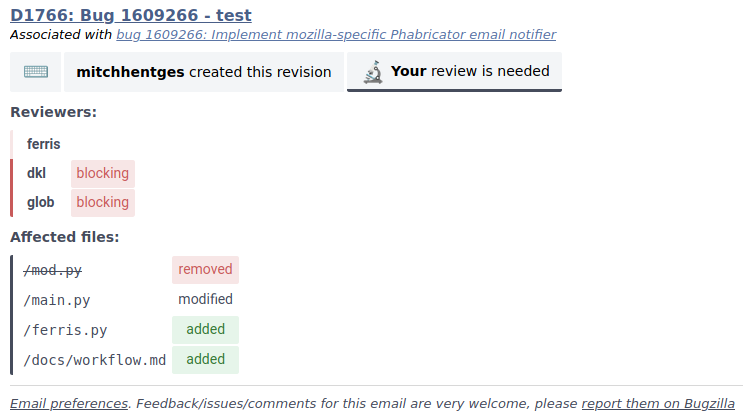 D1766: Bug 1609266 - test
Associated with bug 1609266: Implement mozilla-specific Phabricator email notifier
mitchhentges created this revision Your review is needed
Reviewers:
ferris
dkl blocking
glob blocking
Affected files:
/mod.py removed
/main.py modified
/ferris.py added
/docs/workflow.md added
Email preferences. Feedback/issues/comments for this email are very welcome, please report them on Bugzilla